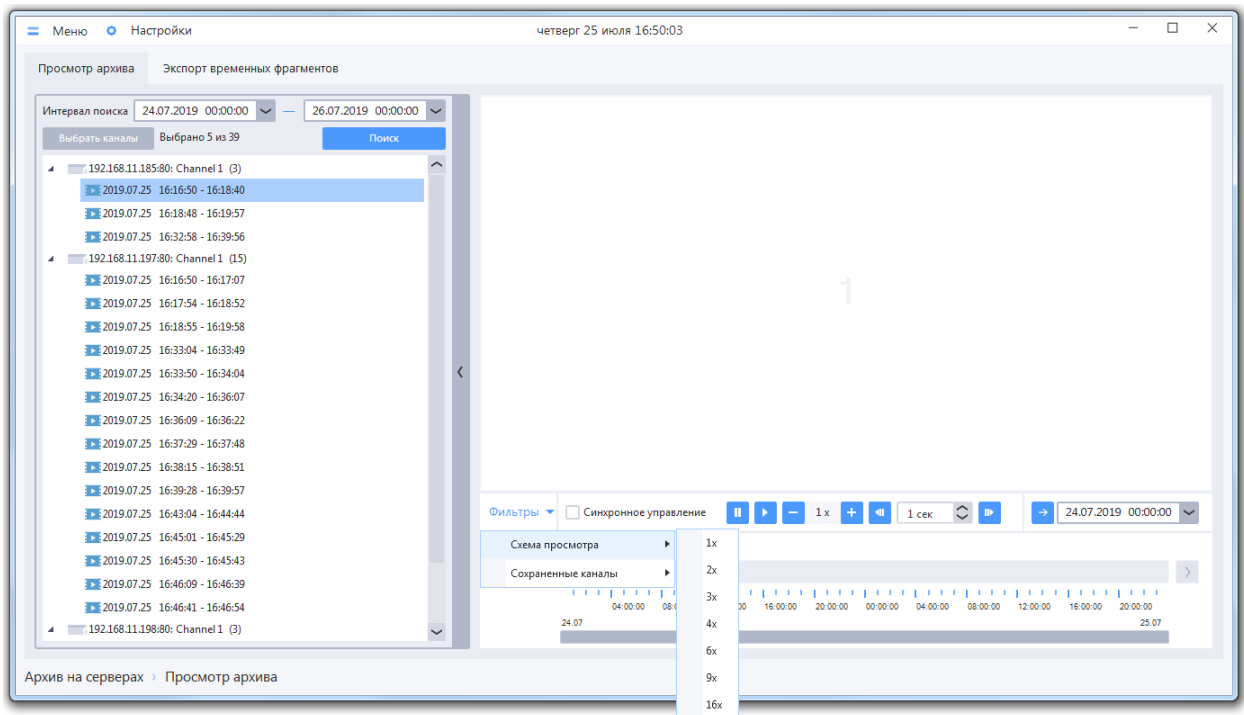 Меню Настройки четверг 25 июля 16:50:03
Просмотр архива Экспорт временных фрагментов
Интервал поиска 24.07.2019 00:00:00 — 26.07.2019 00:00:00
Выбрать каналы Выбрано 5 из 39 Поиск
192.168.11.185:80: Channel 1 (3)
2019.07.25 16:16:50 - 16:18:40
2019.07.25 16:18:48 - 16:19:57
2019.07.25 16:32:58 - 16:39:56
192.168.11.197:80: Channel 1 (15)
2019.07.25 16:16:50 - 16:17:07
2019.07.25 16:17:54 - 16:18:52
2019.07.25 16:18:55 - 16:19:58
2019.07.25 16:33:04 - 16:33:49
2019.07.25 16:33:50 - 16:34:04
2019.07.25 16:34:20 - 16:36:07
2019.07.25 16:36:09 - 16:36:22
2019.07.25 16:37:29 - 16:37:48
2019.07.25 16:38:15 - 16:38:51
2019.07.25 16:39:28 - 16:39:57
2019.07.25 16:43:04 - 16:44:44
2019.07.25 16:45:01 - 16:45:29
2019.07.25 16:45:30 - 16:45:43
2019.07.25 16:46:09 - 16:46:39
2019.07.25 16:46:41 - 16:46:54
192.168.11.198:80: Channel 1 (3)
1
Фильтры Синхронное управление 1 x 1 сек 24.07.2019 00:00:00
Схема просмотра
Сохраненные каналы
1x
2x
3x
4x
6x
9x
16x
04:00:00 16:00:00 20:00:00 00:00:00 04:00:00 08:00:00 12:00:00 16:00:00 20:00:00
24.07 25.07
Архив на серверах › Просмотр архива